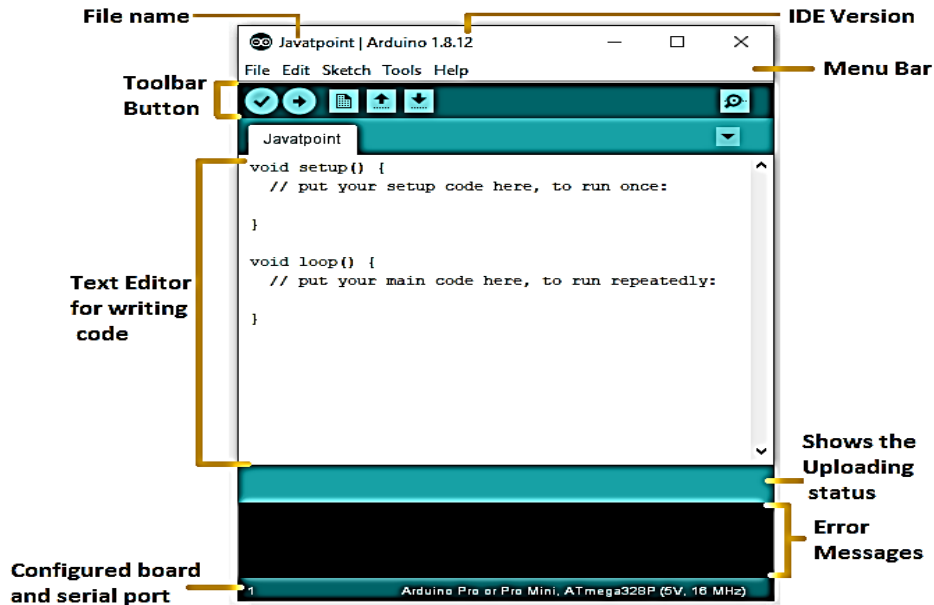 File name
IDE Version
Javatpoint | Arduino 1.8.12
File Edit Sketch Tools Help
Menu Bar
Toolbar
Button
Javatpoint
void setup() {
// put your setup code here, to run once:
}
void loop() {
// put your main code here, to run repeatedly:
}
Text Editor
for writing
code
Shows the
Uploading
status
Error
Messages
Configured board
and serial port
1
Arduino Pro or Pro Mini, ATmega328P (5V, 16 MHz)